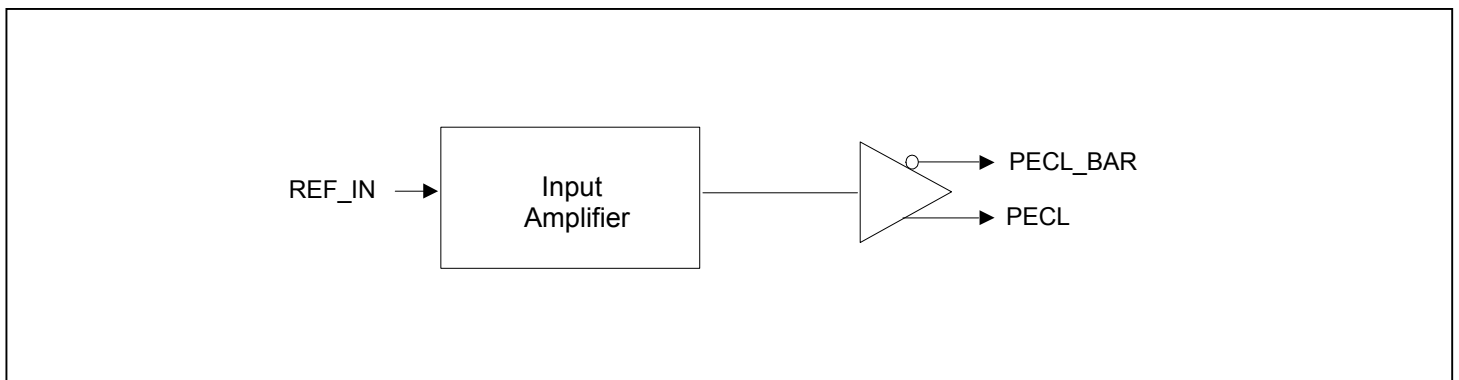 PECL_BAR
REF_IN
Input
Amplifier
PECL